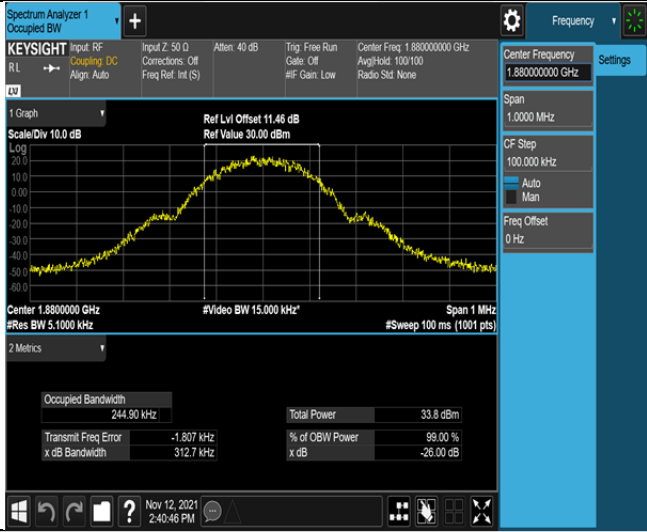 Spectrum Analyzer 1
Occupied BW
Frequency
KEYSIGHT
RL
LXI
Input: RF
Coupling: DC
Align: Auto
Input Z: 50 Ω
Corrections: Off
Freq Ref: Int (S)
Atten: 40 dB
Trig: Free Run
Gate: Off
#IF Gain: Low
Center Freq: 1.880000000 GHz
Avg|Hold: 100/100
Radio Std: None
Center Frequency
1.880000000 GHz
Settings
Span
1.0000 MHz
CF Step
100.000 kHz
Auto
Man
Freq Offset
0 Hz
1 Graph
Scale/Div 10.0 dB
Ref Lvl Offset 11.46 dB
Ref Value 30.00 dBm
Log
20.0
10.0
0.00
-10.0
-20.0
-30.0
-40.0
-50.0
-60.0
Center 1.8800000 GHz
#Video BW 15.000 kHz*
Span 1 MHz
#Res BW 5.1000 kHz
#Sweep 100 ms (1001 pts)
2 Metrics
Occupied Bandwidth
244.90 kHz
Total Power 33.8 dBm
Transmit Freq Error -1.807 kHz
% of OBW Power 99.00 %
x dB Bandwidth 312.7 kHz
x dB -26.00 dB
?
Nov 12, 2021
2:40:46 PM